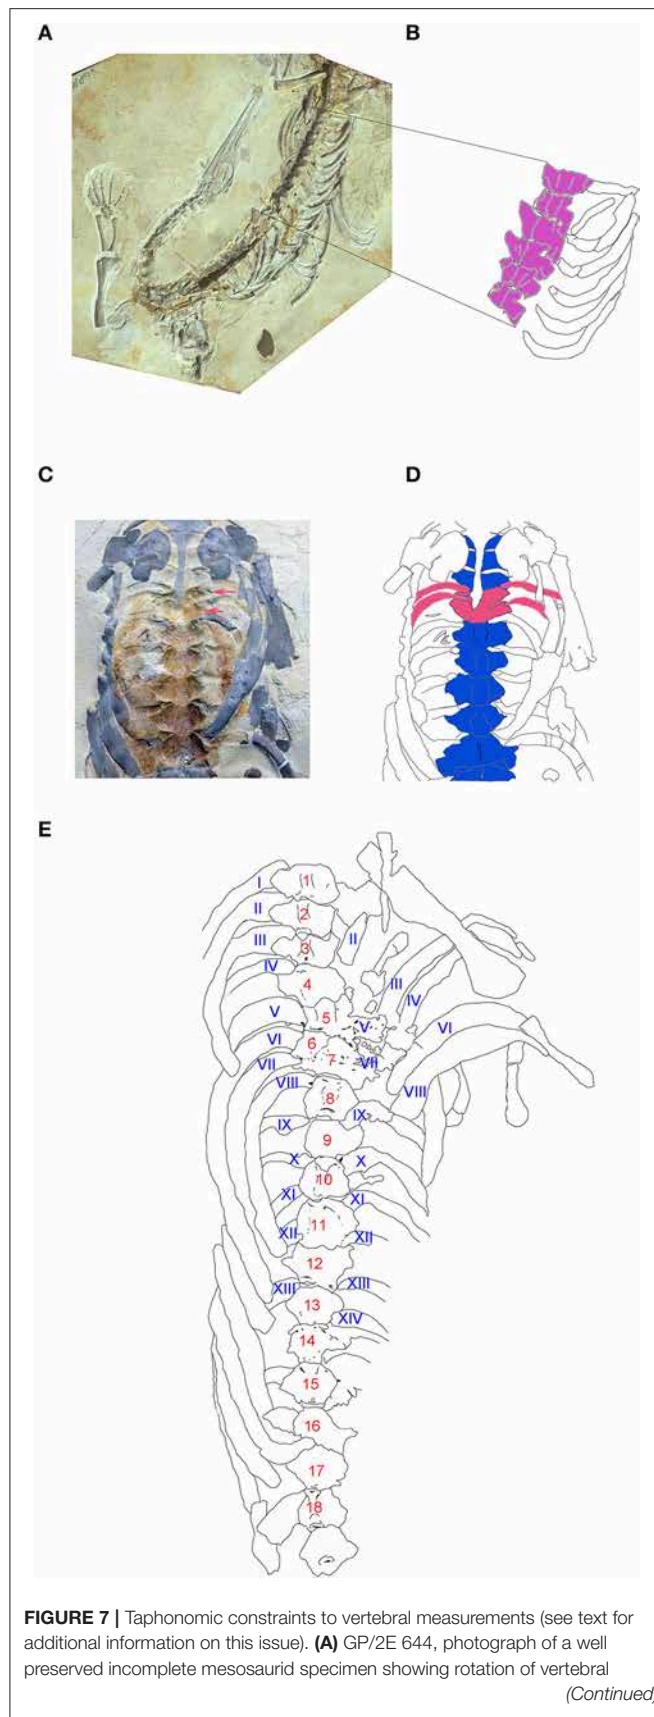 A
B
C
D
E
I
1
II
2
II
III
3
IV
4
III
IV
V
5
V
VI
VI
6
VII
7
VII
VIII
8
VIII
IX
IX
9
X
X
10
XI
XI
11
XII
XII
12
XIII
XIII
13
XIV
14
15
16
17
18
FIGURE 7 | Taphonomic constraints to vertebral measurements (see text for
additional information on this issue). (A) GP/2E 644, photograph of a well
preserved incomplete mesosaurid specimen showing rotation of vertebral
(Continued)